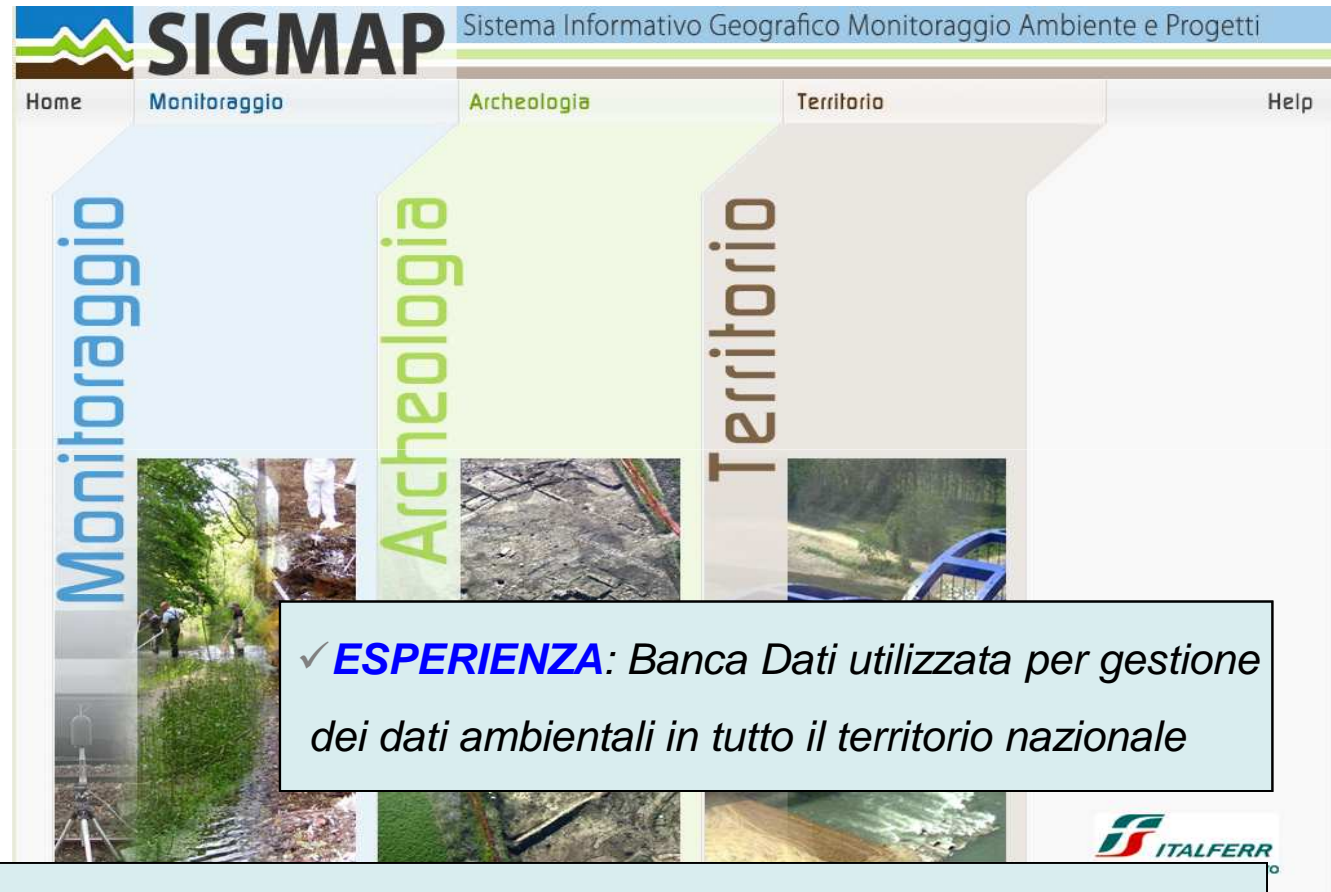 SIGMAP
Sistema Informativo Geografico Monitoraggio Ambiente e Progetti
Home Monitoraggio Archeologia Territorio Help
Monitoraggio
Archeologia
Territorio
✓ESPERIENZA: Banca Dati utilizzata per gestione
dei dati ambientali in tutto il territorio nazionale
ITALFERR